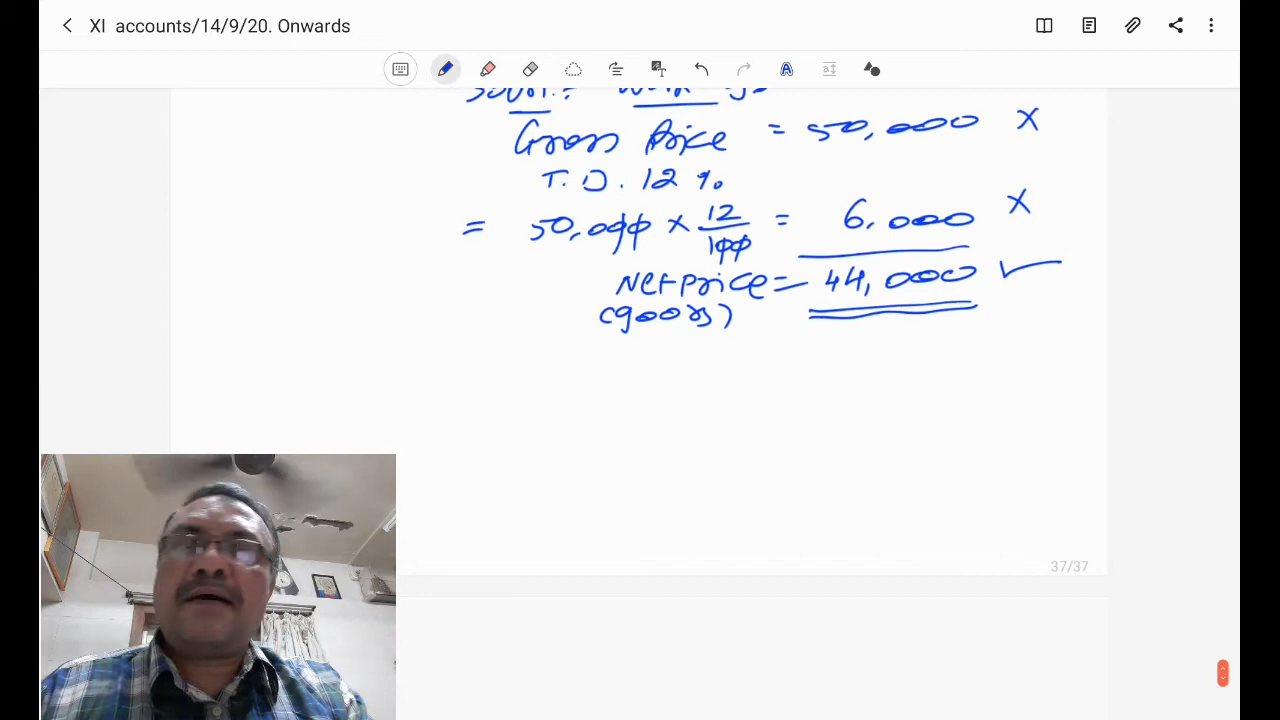 XI accounts/14/9/20. Onwards
Gross Price = 50,000 X
T.D. 12 %
= 50,000 X 12/100 = 6,000 X
Net Price = 44,000 ✓
(goods)
37/37